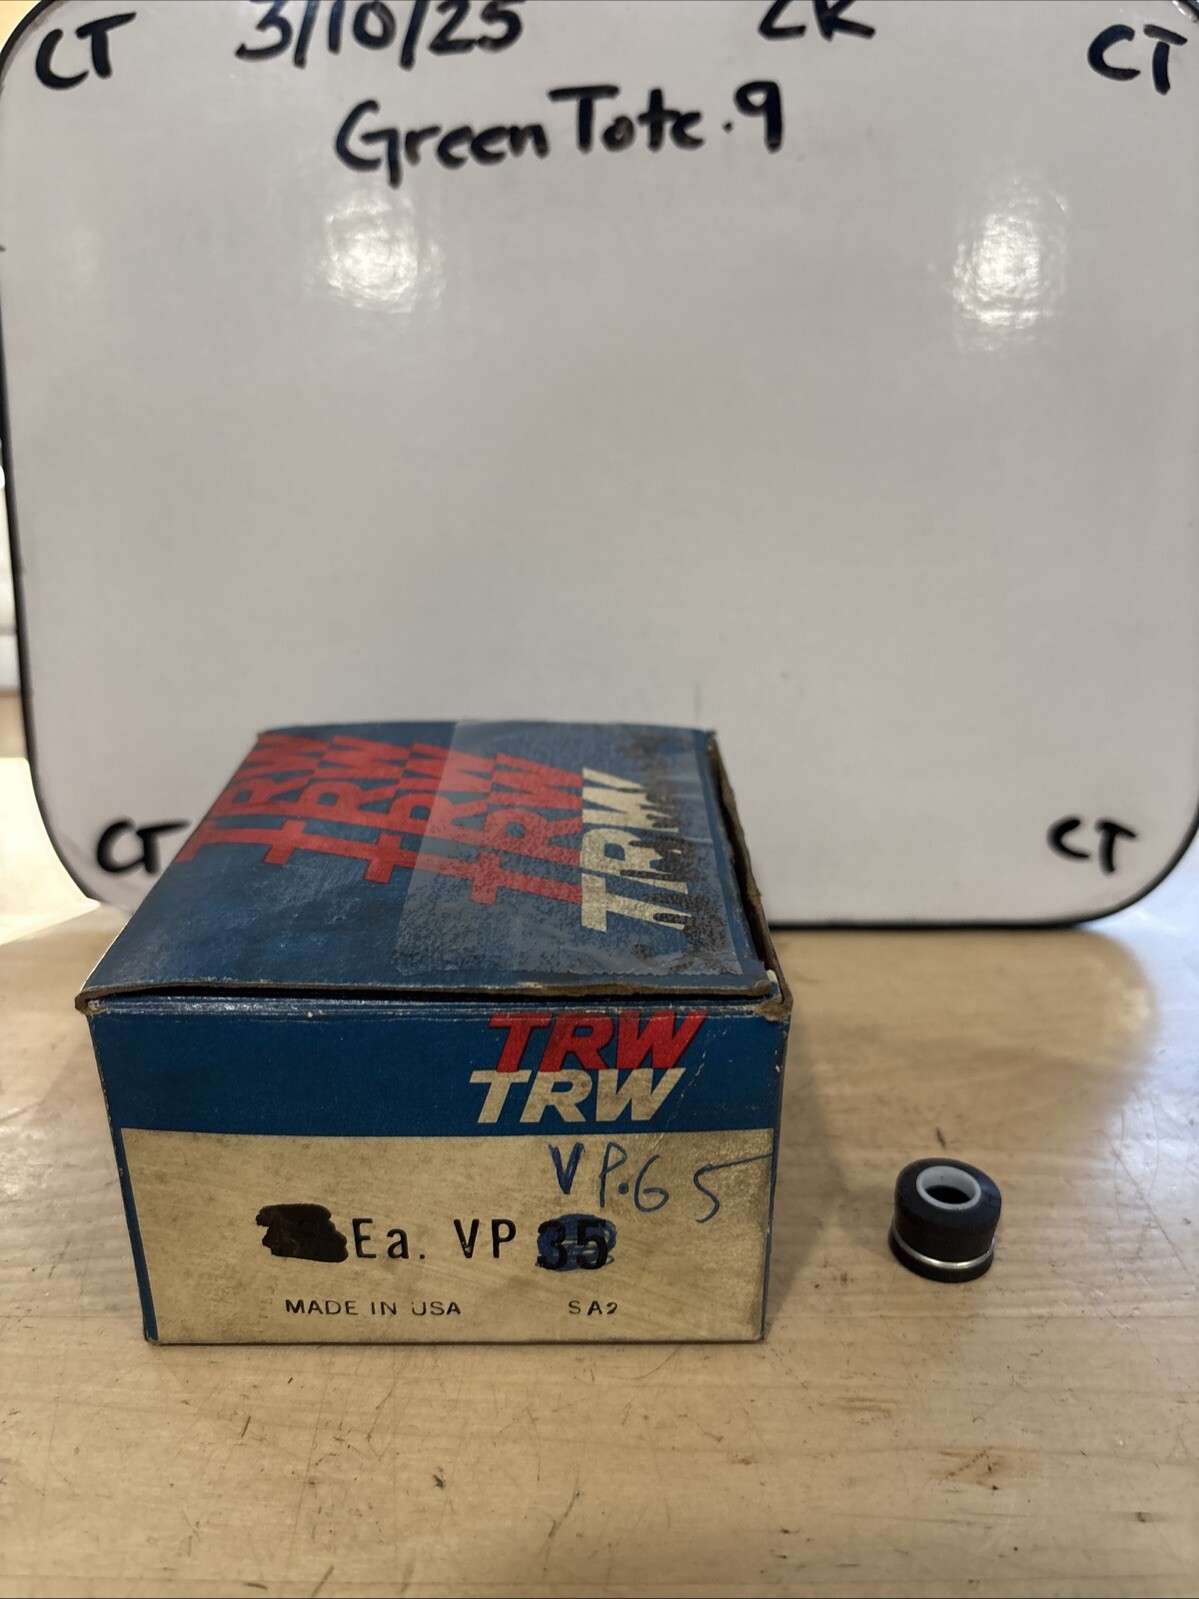 CT 3/10/25 CK CT
Green Tote.9
TRW TRW TRW TRW TRW
TRW
TRW
VP.65
Ea. VP 35
MADE IN USA SA2
CT CT